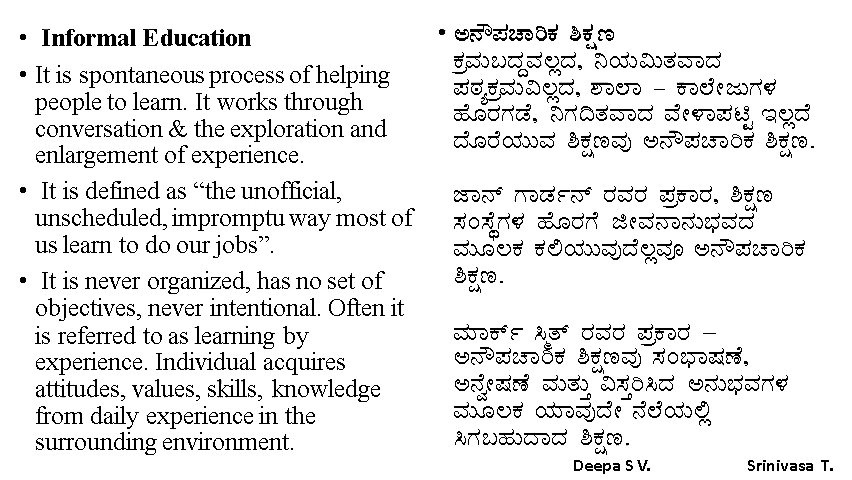 • Informal Education
• It is spontaneous process of helping
people to learn. It works through
conversation & the exploration and
enlargement of experience.
• It is defined as “the unofficial,
unscheduled, impromptu way most of
us learn to do our jobs”.
• It is never organized, has no set of
objectives, never intentional. Often it
is referred to as learning by
experience. Individual acquires
attitudes, values, skills, knowledge
from daily experience in the
surrounding environment.
• ಅನೌಪಚಾರಿಕ ಶಿಕ್ಷಣ
ಕ್ರಮಬದ್ದವಲ್ಲದ, ನಿಯಮಿತವಾದ
ಪಠ್ಯಕ್ರಮವಿಲ್ಲದ, ಶಾಲಾ – ಕಾಲೇಜುಗಳ
ಹೊರಗಡೆ, ನಿಗದಿತವಾದ ವೇಳಾಪಟ್ಟಿ ಇಲ್ಲದೆ
ದೊರೆಯುವ ಶಿಕ್ಷಣವು ಅನೌಪಚಾರಿಕ ಶಿಕ್ಷಣ.
ಜಾನ್ ಗಾರ್ಡನ್ ರವರ ಪ್ರಕಾರ, ಶಿಕ್ಷಣ
ಸಂಸ್ಥೆಗಳ ಹೊರಗೆ ಜೀವನಾನುಭವದ
ಮೂಲಕ ಕಲಿಯುವುದೆಲ್ಲವೂ ಅನೌಪಚಾರಿಕ
ಶಿಕ್ಷಣ.
ಮಾರ್ಕ್ ಸ್ಮಿತ್ ರವರ ಪ್ರಕಾರ –
ಅನೌಪಚಾರಿಕ ಶಿಕ್ಷಣವು ಸಂಭಾಷಣೆ,
ಅನ್ವೇಷಣೆ ಮತ್ತು ವಿಸ್ತರಿಸಿದ ಅನುಭವಗಳ
ಮೂಲಕ ಯಾವುದೇ ನೆಲೆಯಲ್ಲಿ
ಸಿಗಬಹುದಾದ ಶಿಕ್ಷಣ.
Deepa S V. Srinivasa T.